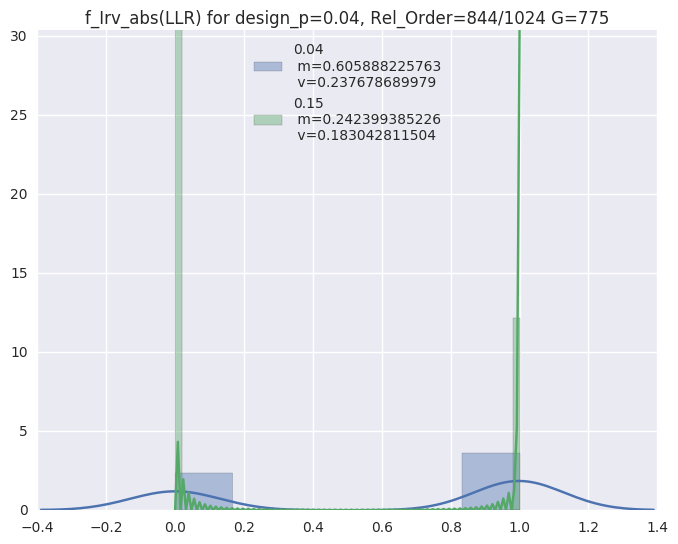 f_Irv_abs(LLR) for design_p=0.04, Rel_Order=844/1024 G=775
30
25
20
15
10
5
0
0.04
m=0.605888225763
v=0.237678689979
0.15
m=0.242399385226
v=0.183042811504
−0.4 −0.2 0.0 0.2 0.4 0.6 0.8 1.0 1.2 1.4